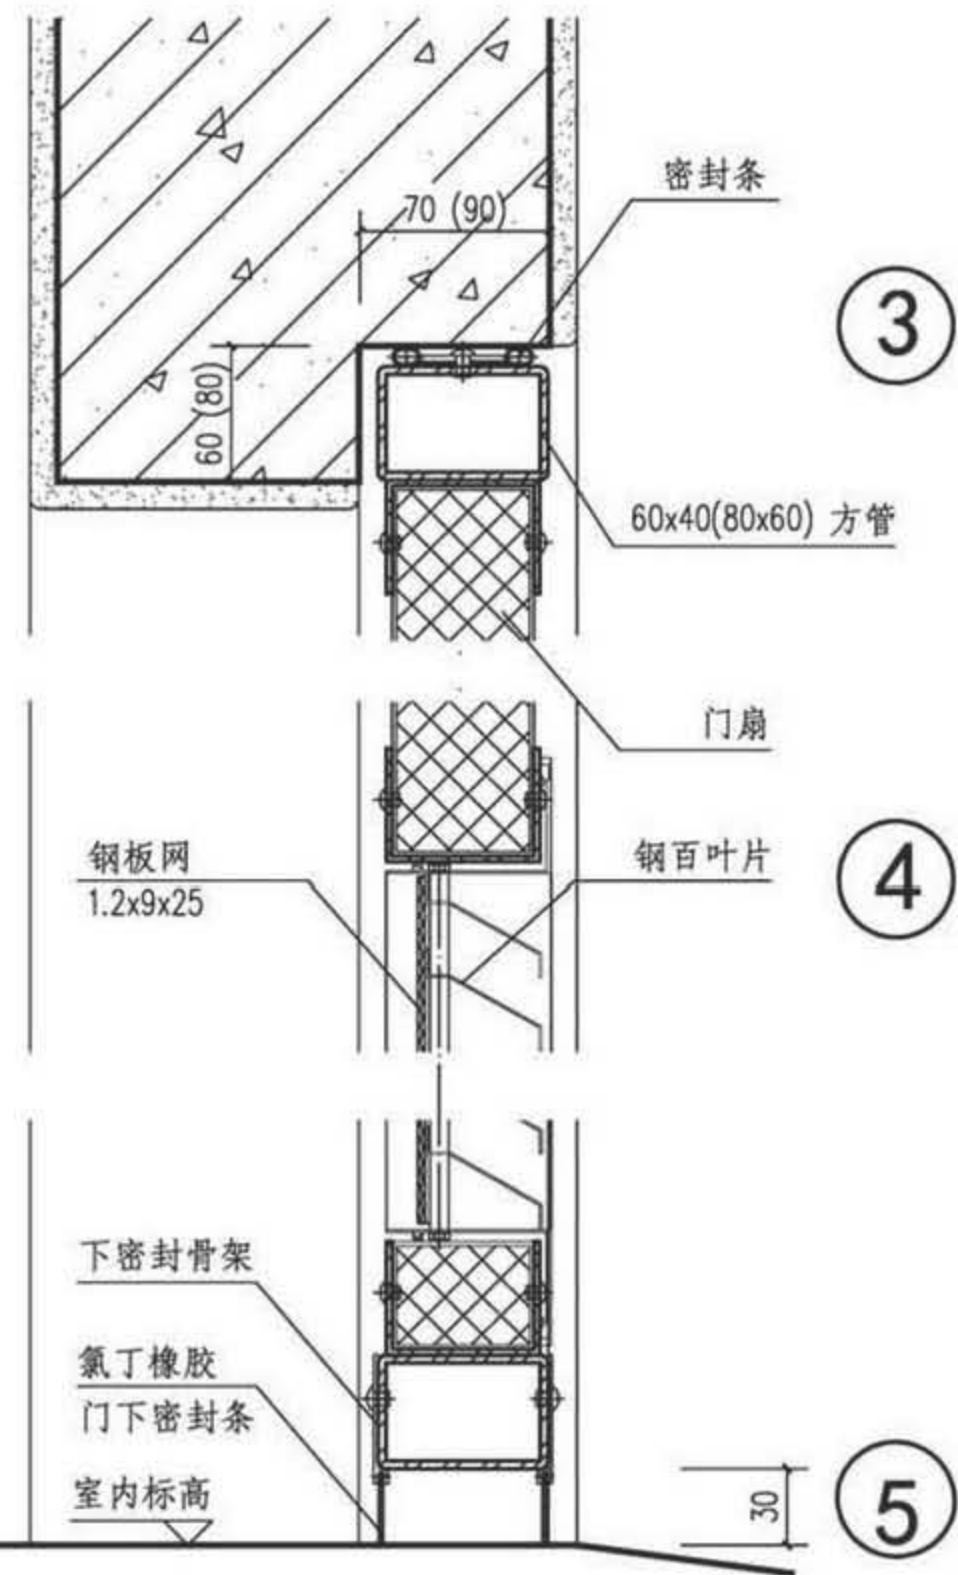 密封条
70 (90)
3
60 (80)
60x40(80x60) 方管
门扇
钢板网
1.2x9x25
钢百叶片
4
下密封骨架
氯丁橡胶
门下密封条
室内标高
30
5